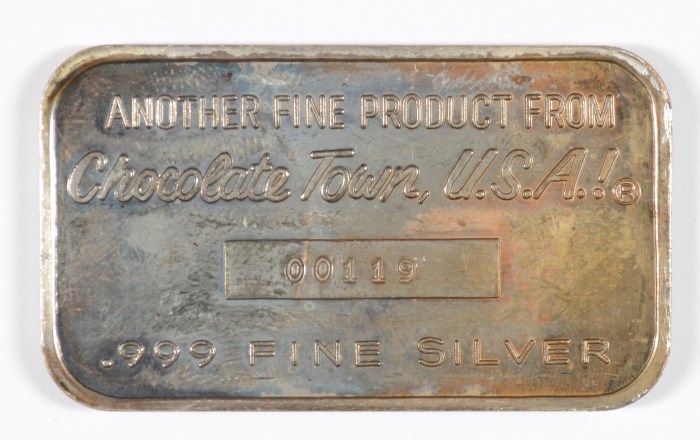 ANOTHER FINE PRODUCT FROM
Chocolate Town, U.S.A.!®
00119
.999 FINE SILVER